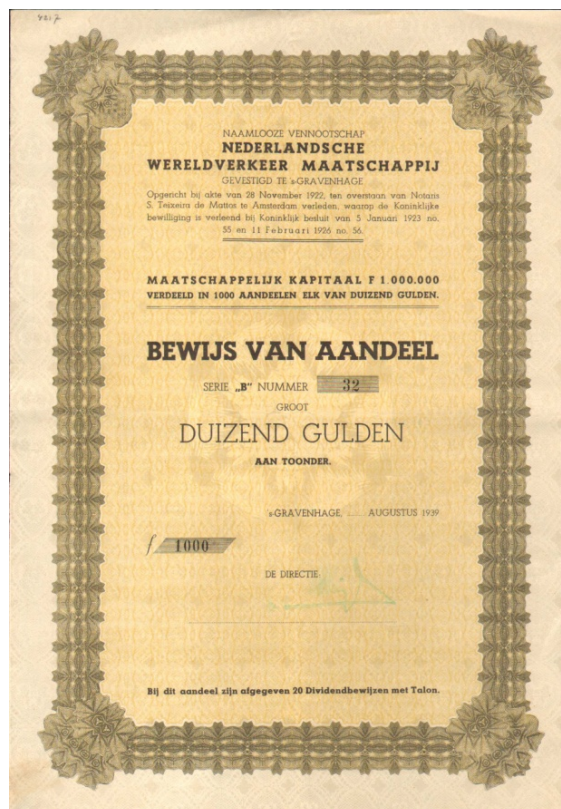 NAAMLOOZE VENNOOTSCHAP
NEDERLANDSCHE
WERELDVERKEER MAATSCHAPPIJ
GEVESTIGD TE 's-GRAVENHAGE
Opgericht bij akte van 28 November 1922, ten overstaan van Notaris
S. Teixeira de Mattos te Amsterdam verleden, waarop de Koninklijke
bewilliging is verleend bij Koninklijk besluit van 5 Januari 1923 no.
55 en 11 Februari 1926 no. 56.
MAATSCHAPPELIJK KAPITAAL F 1.000.000
VERDEELD IN 1000 AANDEELEN ELK VAN DUIZEND GULDEN.
BEWIJS VAN AANDEEL
SERIE „B" NUMMER 32
GROOT
DUIZEND GULDEN
AAN TOONDER.
's-GRAVENHAGE, ...... AUGUSTUS 1939
f 1000
DE DIRECTIE:
Bij dit aandeel zijn afgegeven 20 Dividendbewijzen met Talon.